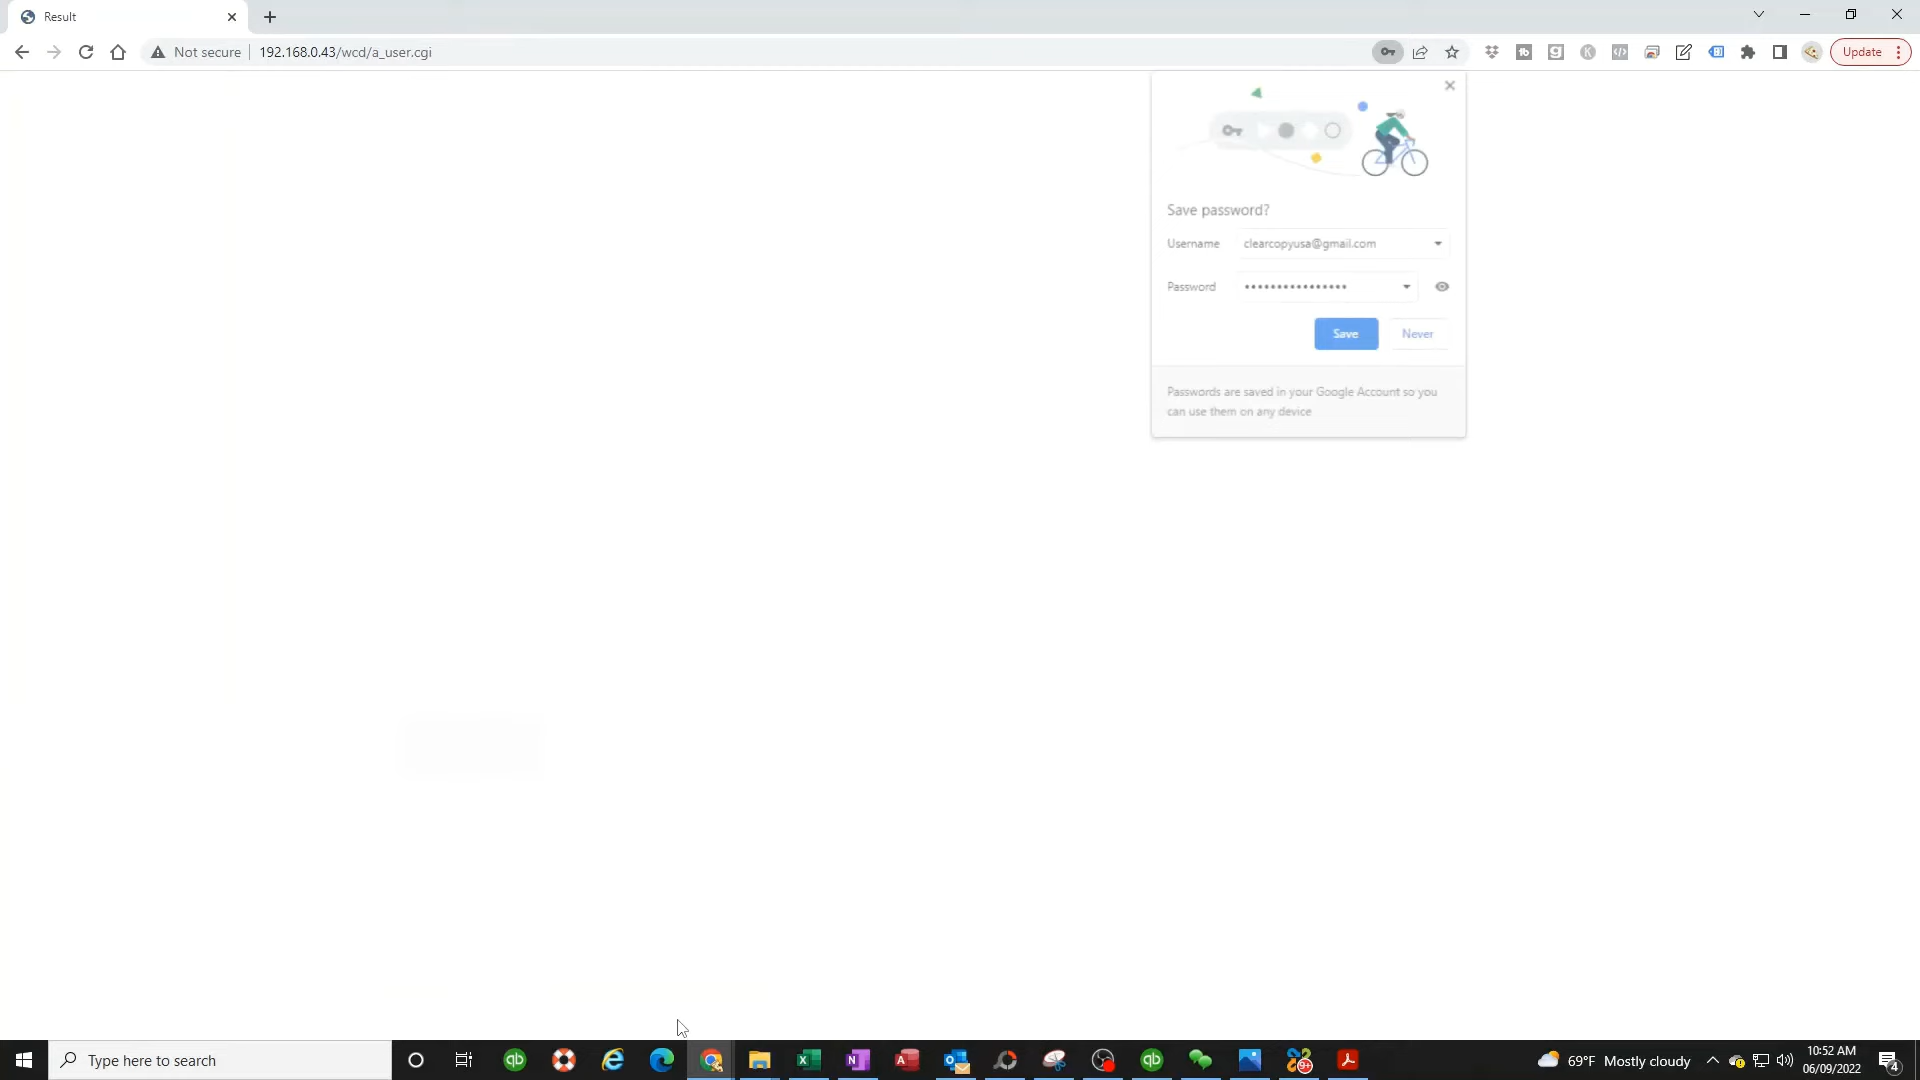 Result
Not secure
192.168.0.43/wcd/a_user.cgi
Update
Save password?
Username
clearcopyusa@gmail.com
Password
••••••••••••••••
Save
Never
Passwords are saved in your Google Account so you
can use them on any device
Type here to search
69°F Mostly cloudy
10:52 AM
06/09/2022
4